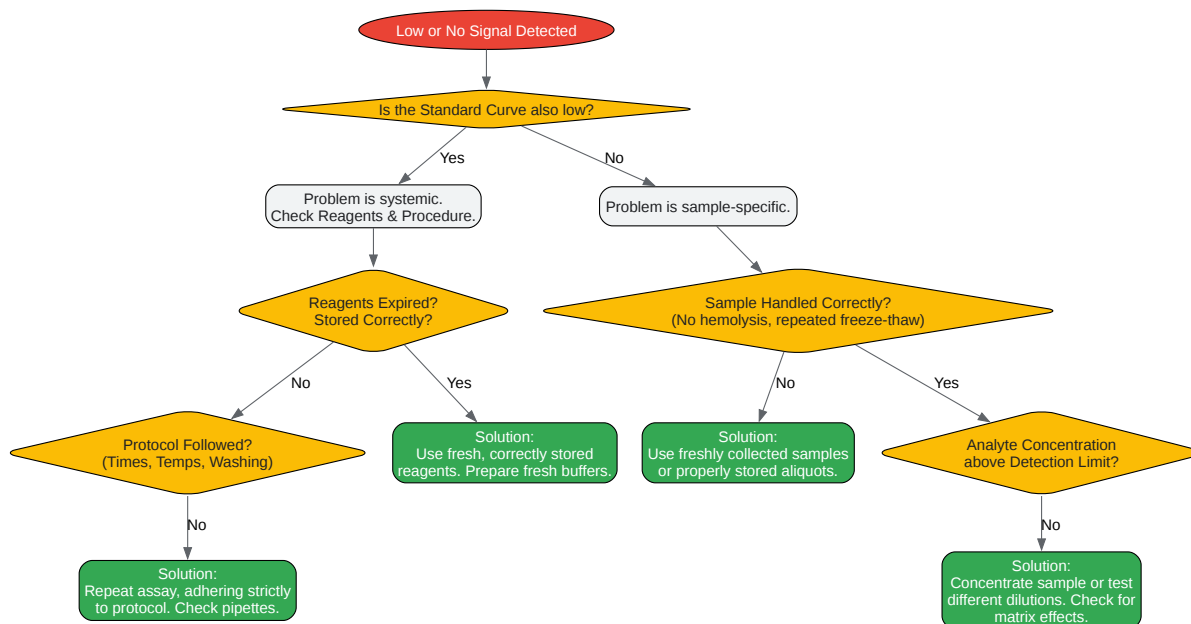 Low or No Signal Detected
Is the Standard Curve also low?
Yes
No
Problem is systemic.
Check Reagents & Procedure.
Problem is sample-specific.
Reagents Expired?
Stored Correctly?
Sample Handled Correctly?
(No hemolysis, repeated freeze-thaw)
No
Yes
No
Yes
Protocol Followed?
(Times, Temps, Washing)
Solution:
Use fresh, correctly stored
reagents. Prepare fresh buffers.
Solution:
Use freshly collected samples
or properly stored aliquots.
Analyte Concentration
above Detection Limit?
No
No
Solution:
Repeat assay, adhering strictly
to protocol. Check pipettes.
Solution:
Concentrate sample or test
different dilutions. Check for
matrix effects.